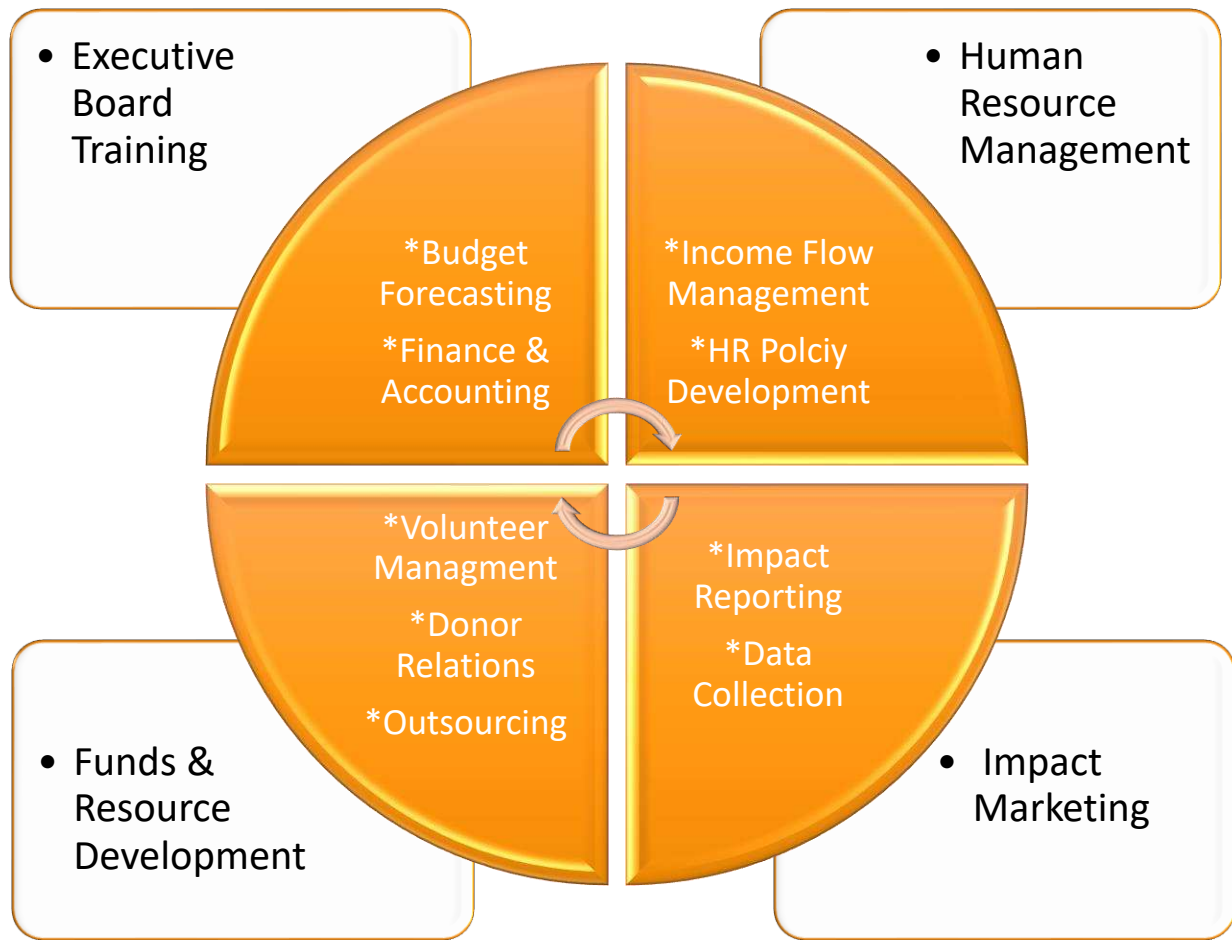 • Executive
Board
Training
• Human
Resource
Management
*Budget
Forecasting
*Finance &
Accounting
*Income Flow
Management
*HR Polciy
Development
*Volunteer
Managment
*Donor
Relations
*Outsourcing
*Impact
Reporting
*Data
Collection
• Funds &
Resource
Development
• Impact
Marketing